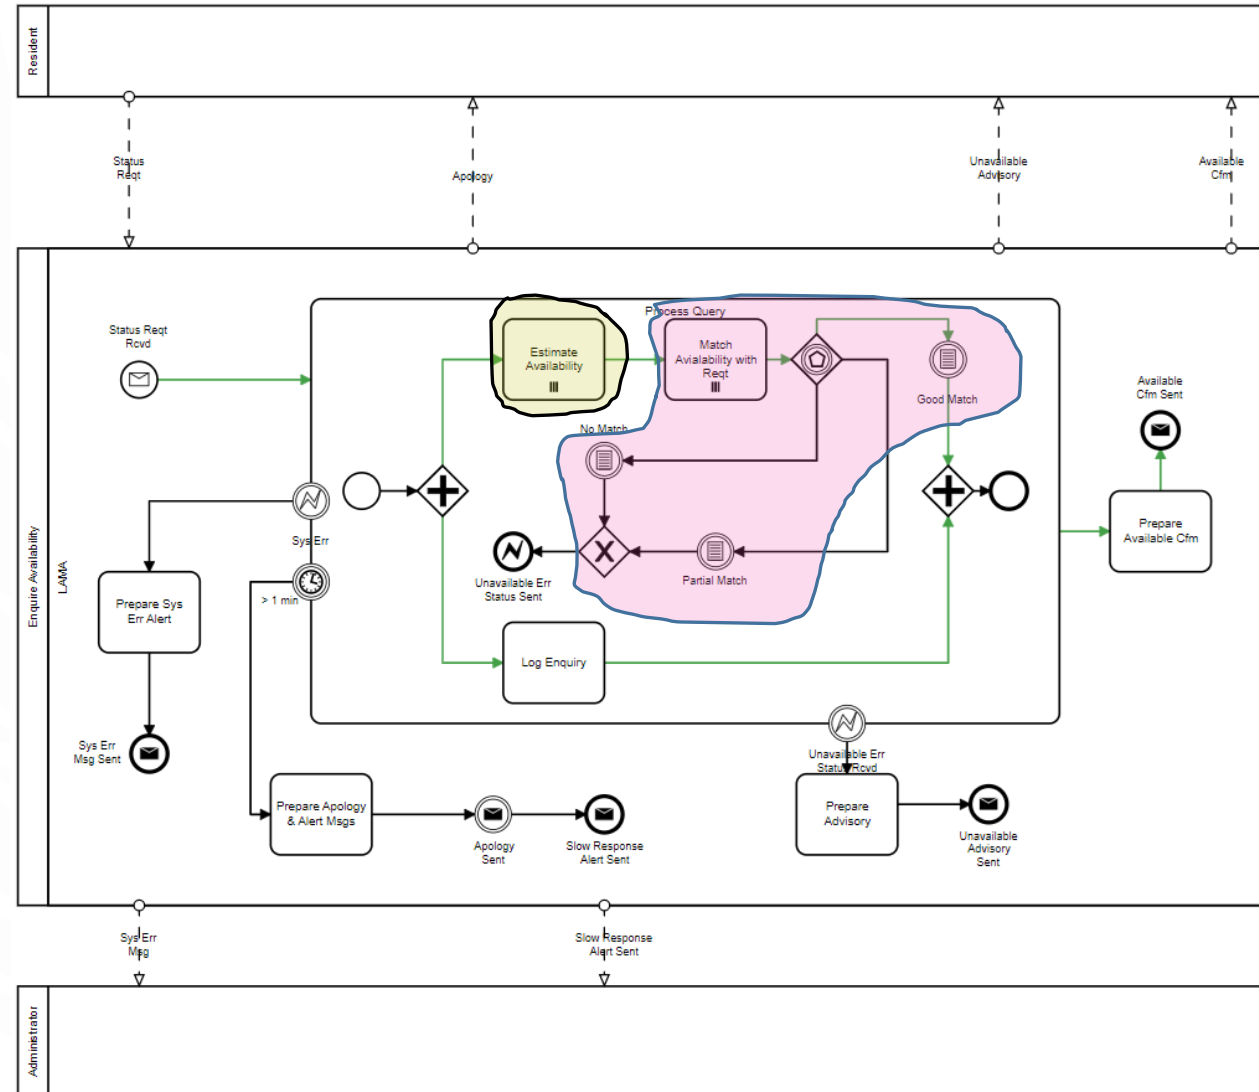 Resident
Status
Reqt
Apology
Unavailable
Advisory
Available
Cfm
Enquire Availability
LAMA
Status Reqt
Rcvd
Process Query
Estimate
Availability
Match
Avialability with
Reqt
Good Match
No Match
Available
Cfm Sent
Sys Err
Unavailable Err
Status Sent
Partial Match
Prepare
Available Cfm
> 1 min
Prepare Sys
Err Alert
Log Enquiry
Sys Err
Msg Sent
Unavailable Err
Status Rcvd
Prepare Apology
& Alert Msgs
Apology
Sent
Slow Response
Alert Sent
Prepare
Advisory
Unavailable
Advisory
Sent
Sys Err
Msg
Slow Response
Alert Sent
Administrator